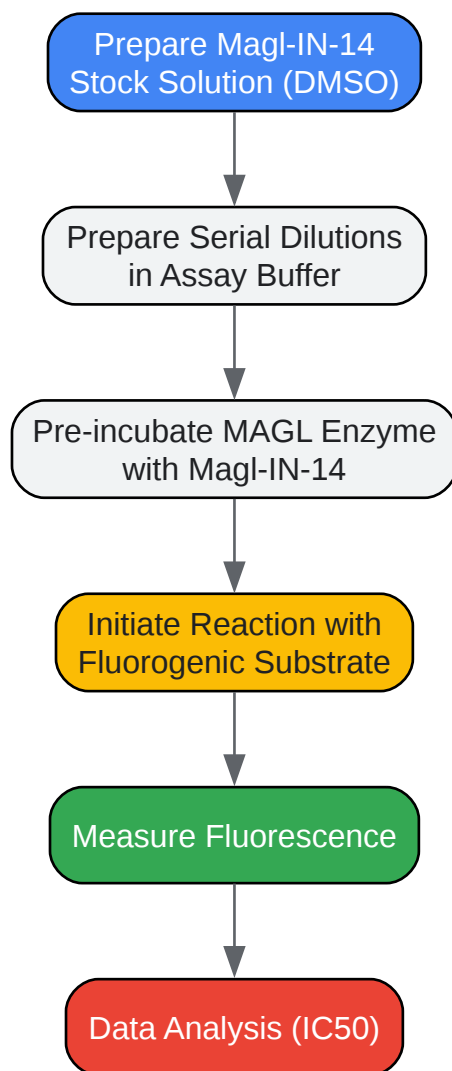 Prepare Magl-IN-14
Stock Solution (DMSO)
Prepare Serial Dilutions
in Assay Buffer
Pre-incubate MAGL Enzyme
with Magl-IN-14
Initiate Reaction with
Fluorogenic Substrate
Measure Fluorescence
Data Analysis (IC50)